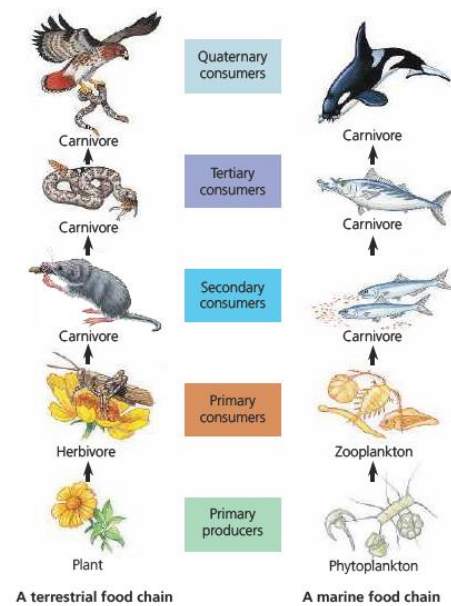 Quaternary
consumers
Carnivore
Carnivore
Tertiary
consumers
Carnivore
Carnivore
Secondary
consumers
Carnivore
Carnivore
Primary
consumers
Herbivore
Zooplankton
Primary
producers
Plant
Phytoplankton
A terrestrial food chain
A marine food chain